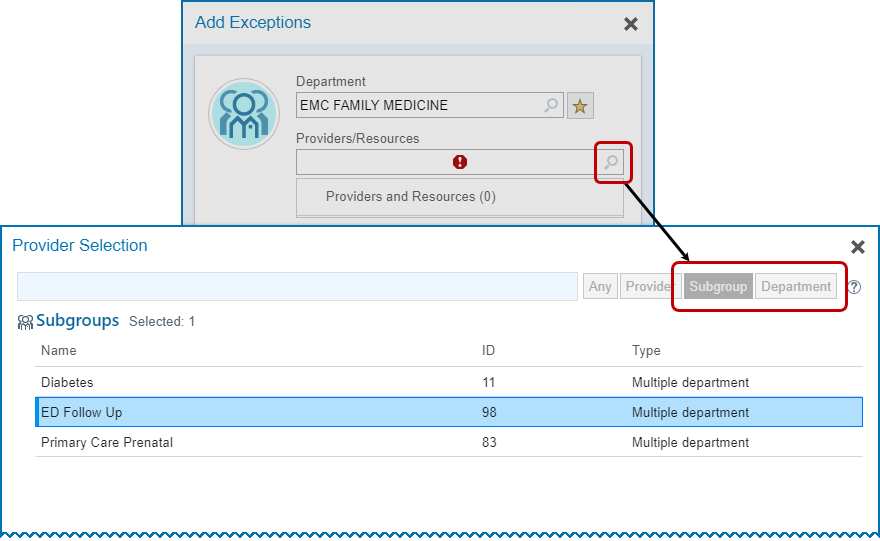 Add Exceptions
Department
EMC FAMILY MEDICINE
Providers/Resources
Providers and Resources (0)
Provider Selection
Any Provider Subgroup Department
Subgroups Selected: 1
Name ID Type
Diabetes 11 Multiple department
ED Follow Up 98 Multiple department
Primary Care Prenatal 83 Multiple department